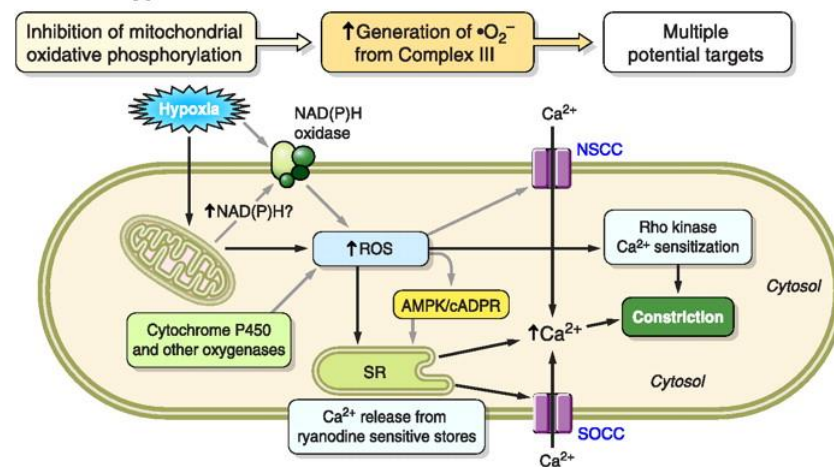 Inhibition of mitochondrial
oxidative phosphorylation
↑Generation of •O₂⁻
from Complex III
Multiple
potential targets
Hypoxia
NAD(P)H
oxidase
Ca²⁺
NSCC
↑NAD(P)H?
↑ROS
Rho kinase
Ca²⁺ sensitization
Cytosol
AMPK/cADPR
Cytochrome P450
and other oxygenases
↑Ca²⁺
Constriction
SR
Cytosol
Ca²⁺ release from
ryanodine sensitive stores
SOCC
Ca²⁺